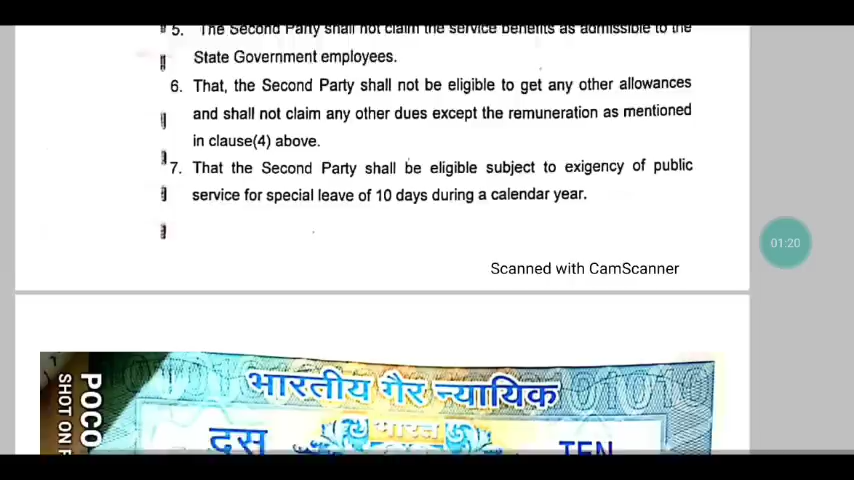 5. The Second Party shall not claim the service benefits as admissible to the
State Government employees.
6. That, the Second Party shall not be eligible to get any other allowances
and shall not claim any other dues except the remuneration as mentioned
in clause(4) above.
7. That the Second Party shall be eligible subject to exigency of public
service for special leave of 10 days during a calendar year.
01:20
Scanned with CamScanner
SHOT ON
POCO
01010
भारतीय गैर न्यायिक
01010
भारत
दस
TEN